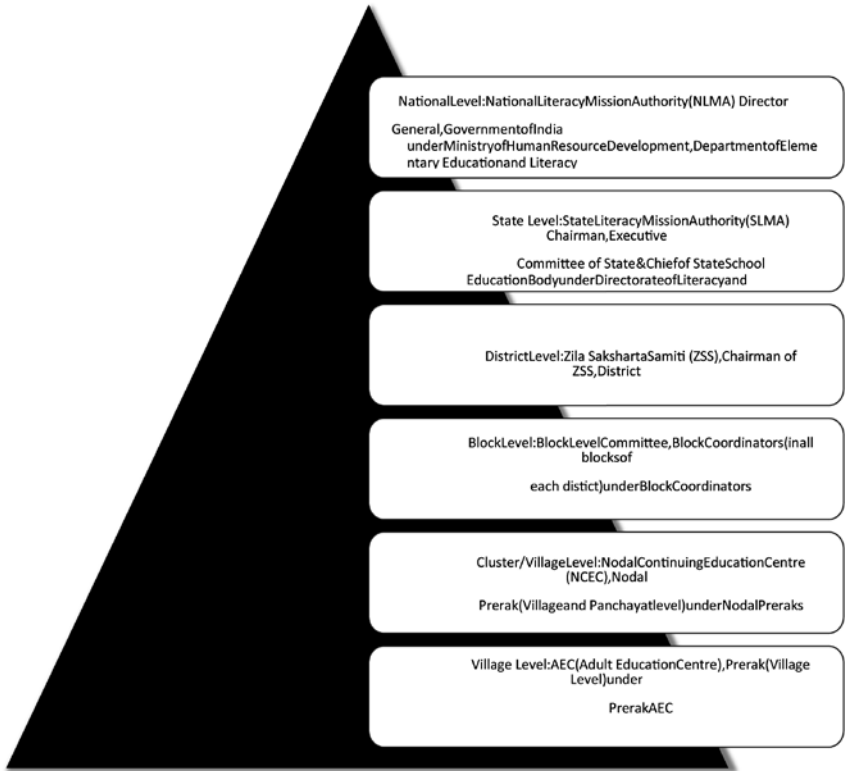 NationalLevel:NationalLiteracyMissionAuthority(NLMA) Director
General,GovernmentofIndia
underMinistryofHumanResourceDevelopment,DepartmentofEleme
ntary Educationand Literacy
State Level:StateLiteracyMissionAuthority(SLMA)
Chairman,Executive
Committee of State&Chiefof StateSchool
EducationBodyunderDirectorateofLiteracyand
DistrictLevel:Zila SakshartaSamiti (ZSS),Chairman of
ZSS,District
BlockLevel:BlockLevelCommittee,BlockCoordinators(inall
blocksof
each distict)underBlockCoordinators
Cluster/VillageLevel:NodalContinuingEducationCentre
(NCEC),Nodal
Prerak(Villageand Panchayatlevel)underNodalPreraks
Village Level:AEC(Adult EducationCentre),Prerak(Village
Level)under
PrerakAEC